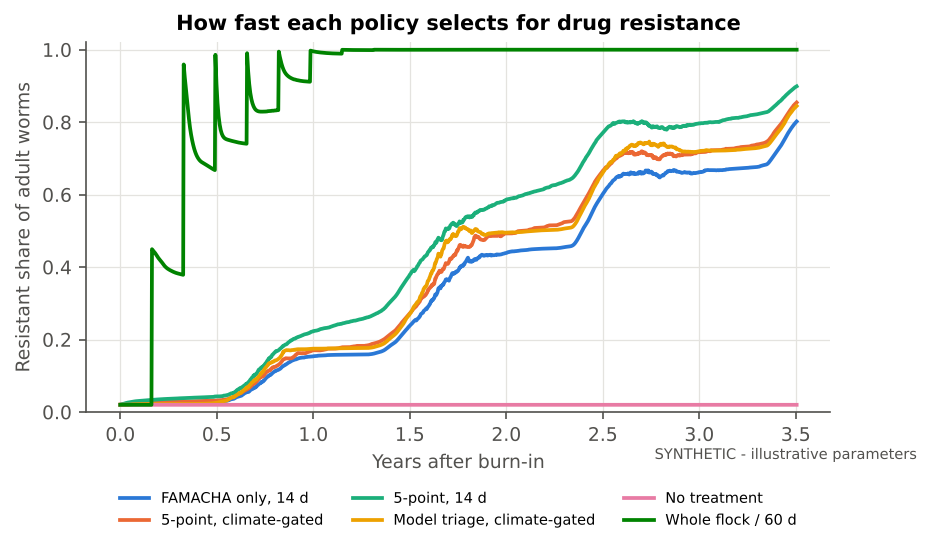 How fast each policy selects for drug resistance
Resistant share of adult worms
1.0
0.8
0.6
0.4
0.2
0.0
0.0 0.5 1.0 1.5 2.0 2.5 3.0 3.5
Years after burn-in
SYNTHETIC - illustrative parameters
FAMACHA only, 14 d
5-point, climate-gated
5-point, 14 d
Model triage, climate-gated
No treatment
Whole flock / 60 d